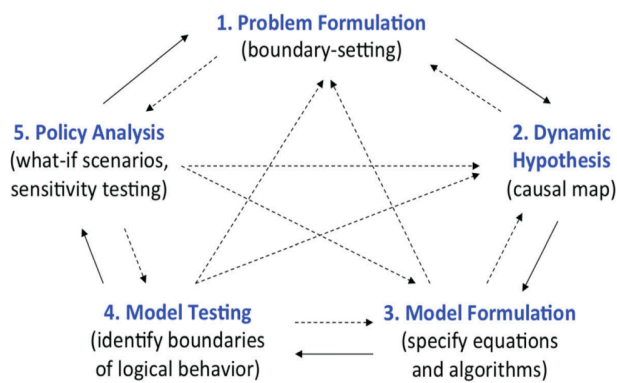 1. Problem Formulation
(boundary-setting)
2. Dynamic
Hypothesis
(causal map)
3. Model Formulation
(specify equations
and algorithms)
4. Model Testing
(identify boundaries
of logical behavior)
5. Policy Analysis
(what-if scenarios,
sensitivity testing)